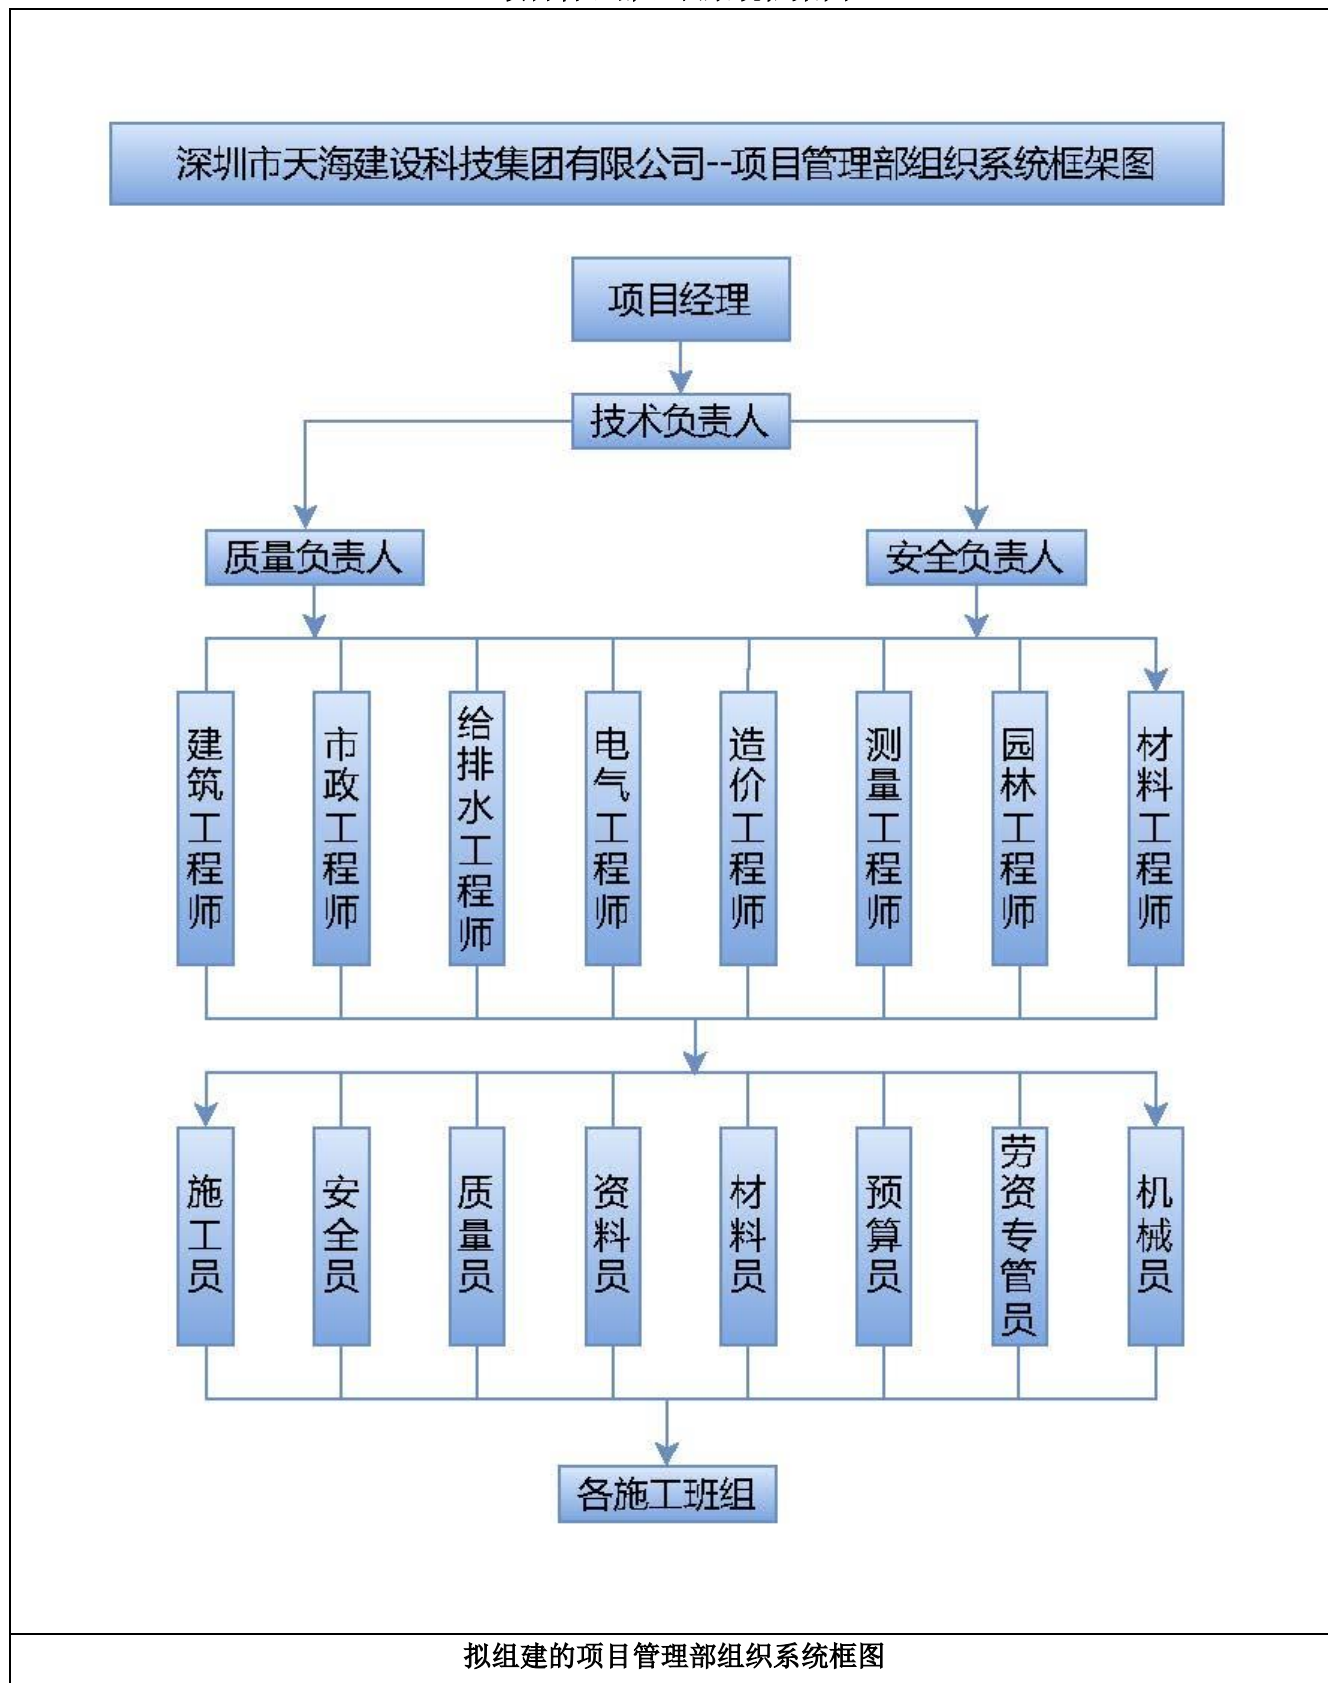 深圳市天海建设科技集团有限公司--项目管理部组织系统框架图
项目经理
技术负责人
质量负责人
安全负责人
建筑工程师
市政工程师
给排水工程师
电气工程师
造价工程师
测量工程师
园林工程师
材料工程师
施工员
安全员
质量员
资料员
材料员
预算员
劳资专管员
机械员
各施工班组
拟组建的项目管理部组织系统框图